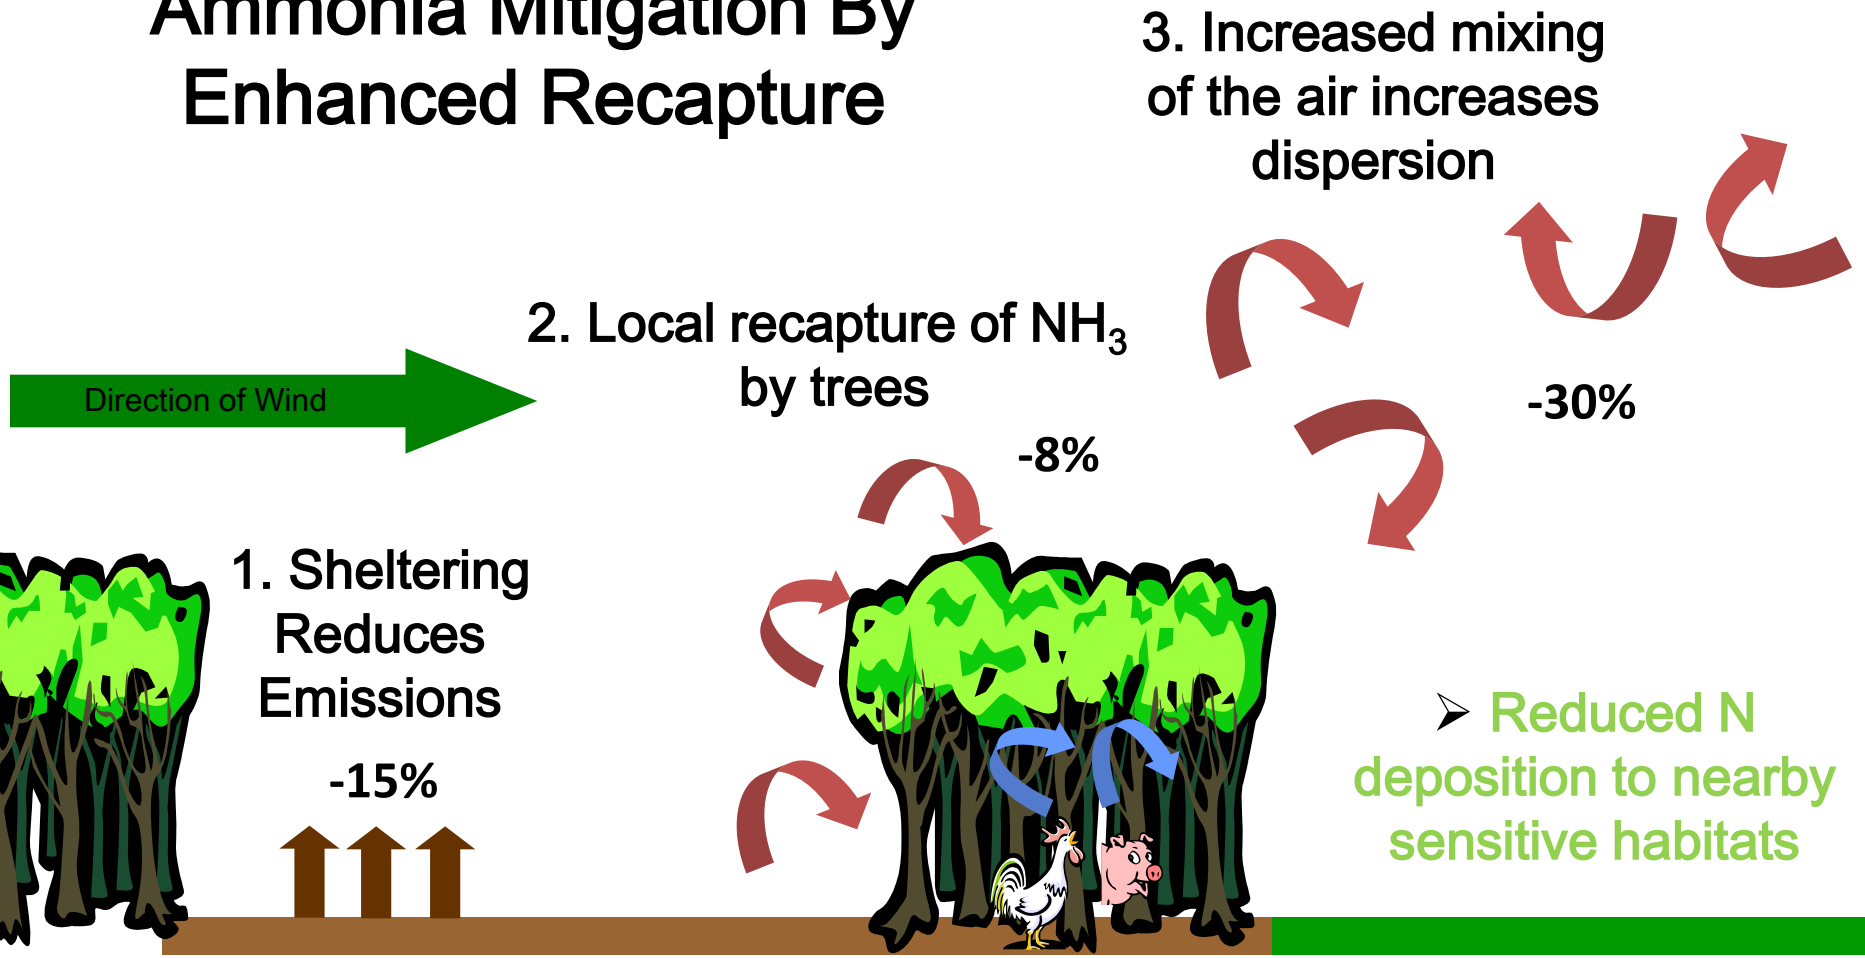 Ammonia Mitigation By
Enhanced Recapture
3. Increased mixing
of the air increases
dispersion
2. Local recapture of NH₃
by trees
-8%
-30%
Direction of Wind
1. Sheltering
Reduces
Emissions
-15%
➢ Reduced N
deposition to nearby
sensitive habitats